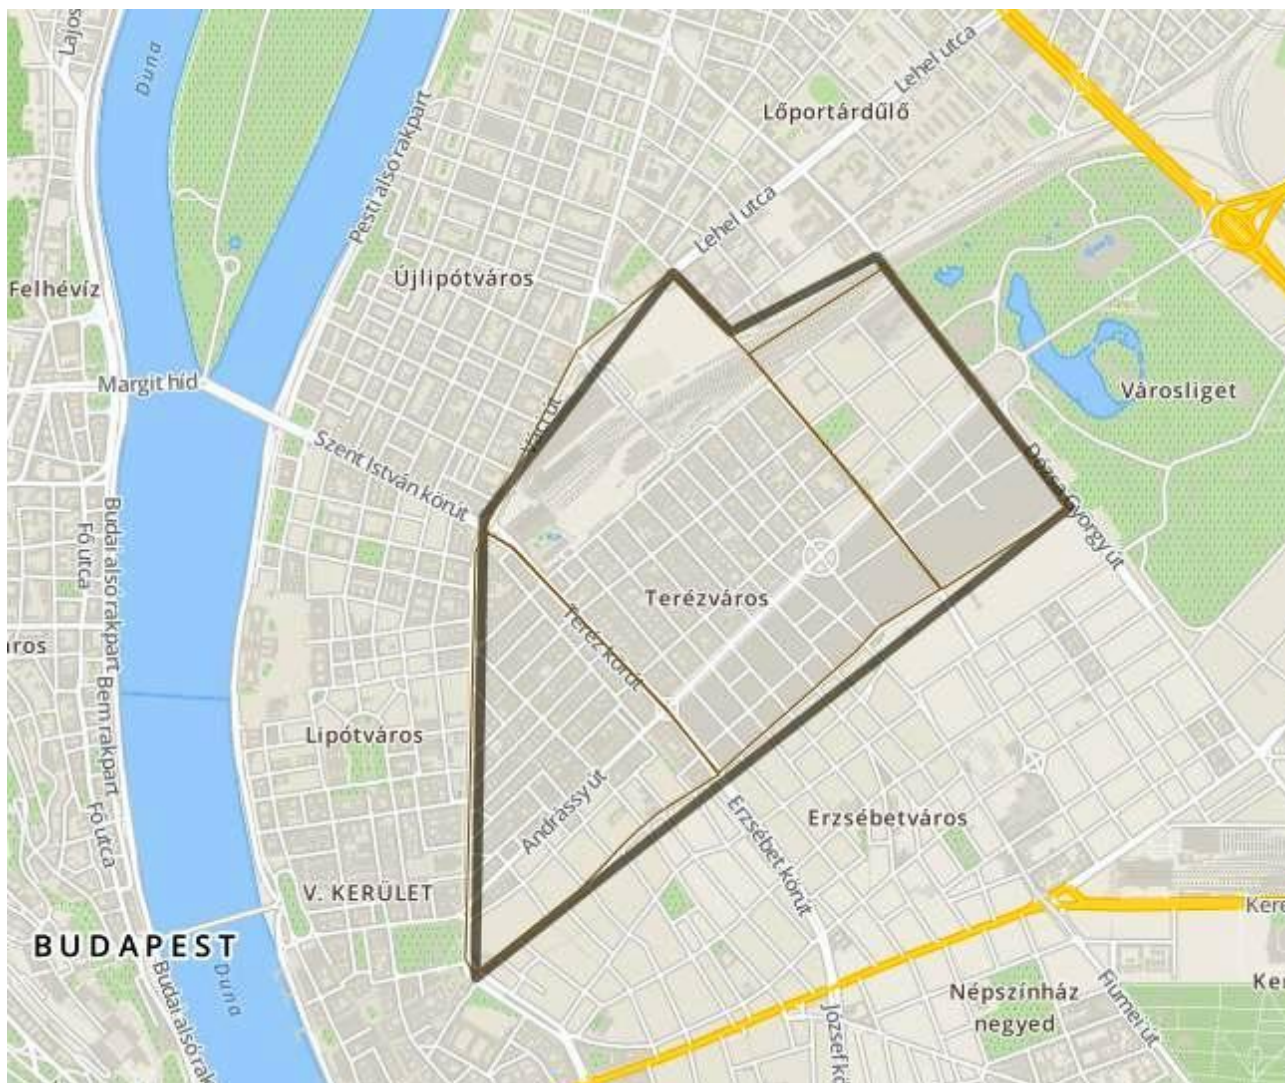 Lajos
Duna
Pesti alsó rakpart
Lehel utca
Lőportárdűlő
Lehel utca
Újlipótváros
Felhévíz
Margit híd
Szent István körút
Váci út
Városliget
Dózsa György út
Budai alsó rakpart
Fő utca
Bem rakpart
Terézváros
Teréz körút
Lipótváros
Andrássy út
Erzsébet körút
Erzsébetváros
Fő utca
V. KERÜLET
BUDAPEST
Duna
Budai alsó rak
Népszínház
negyed
József kö
Fiumei út
Kere
Ke